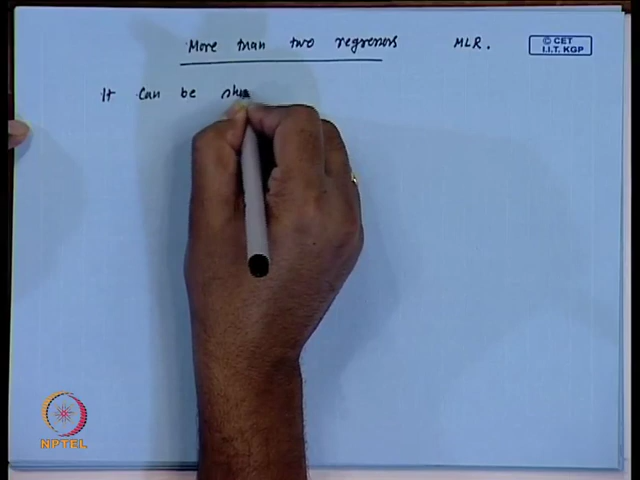 More than two regressors MLR.
© CET
I.I.T. KGP
It can be
NPTEL